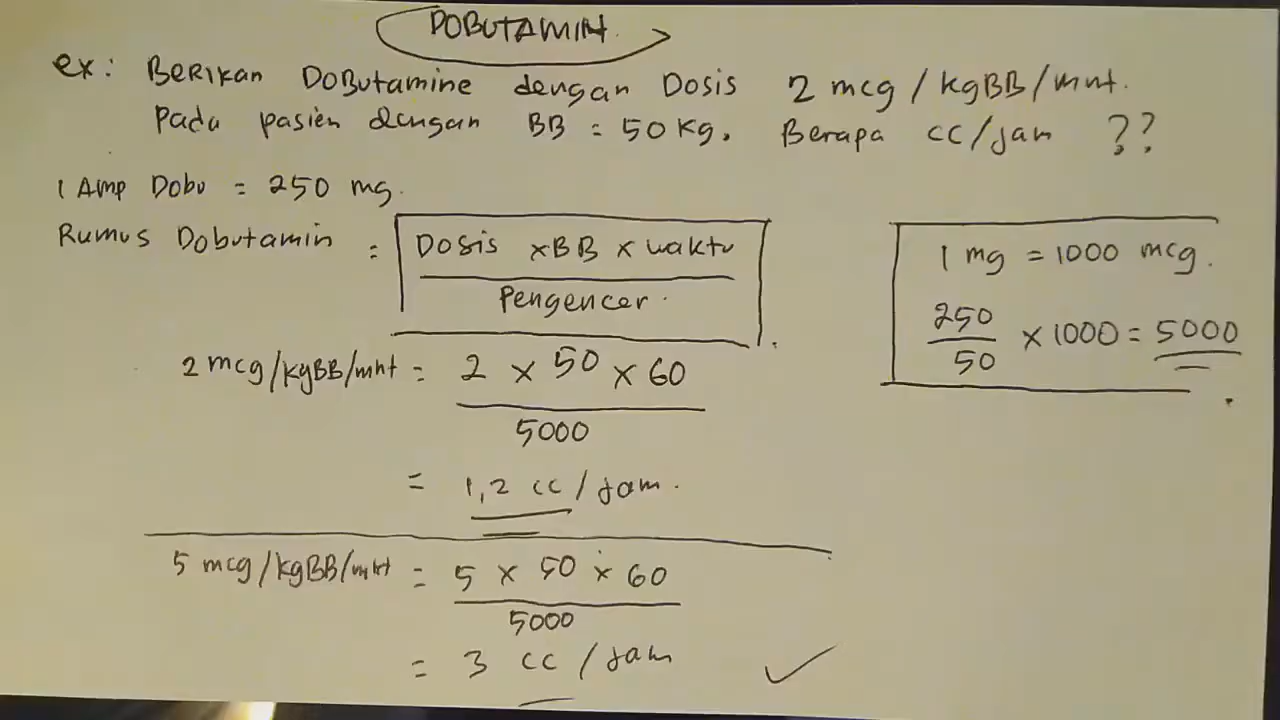 DOBUTAMIN
ex: Berikan Dobutamine dengan Dosis 2 mcg/kgBB/mnt.
Pada pasien dengan BB = 50 Kg. Berapa cc/jam ??
1 Amp Dobu = 250 mg.
Rumus Dobutamin = Dosis x BB x waktu
Pengencer.
1 mg = 1000 mcg.
250
50
x 1000 = 5000
2 mcg/kgBB/mnt = 2 x 50 x 60
5000
= 1,2 cc/jam.
5 mcg/kgBB/mnt = 5 x 50 x 60
5000
= 3 cc/jam ✓